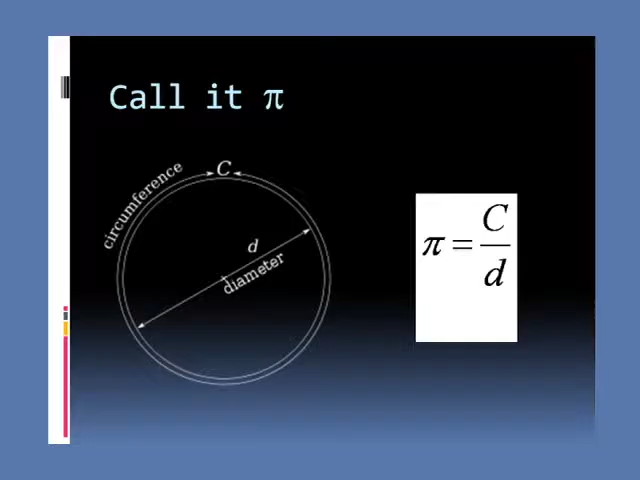 Call it π
circumference
C
d
diameter
π = C/d